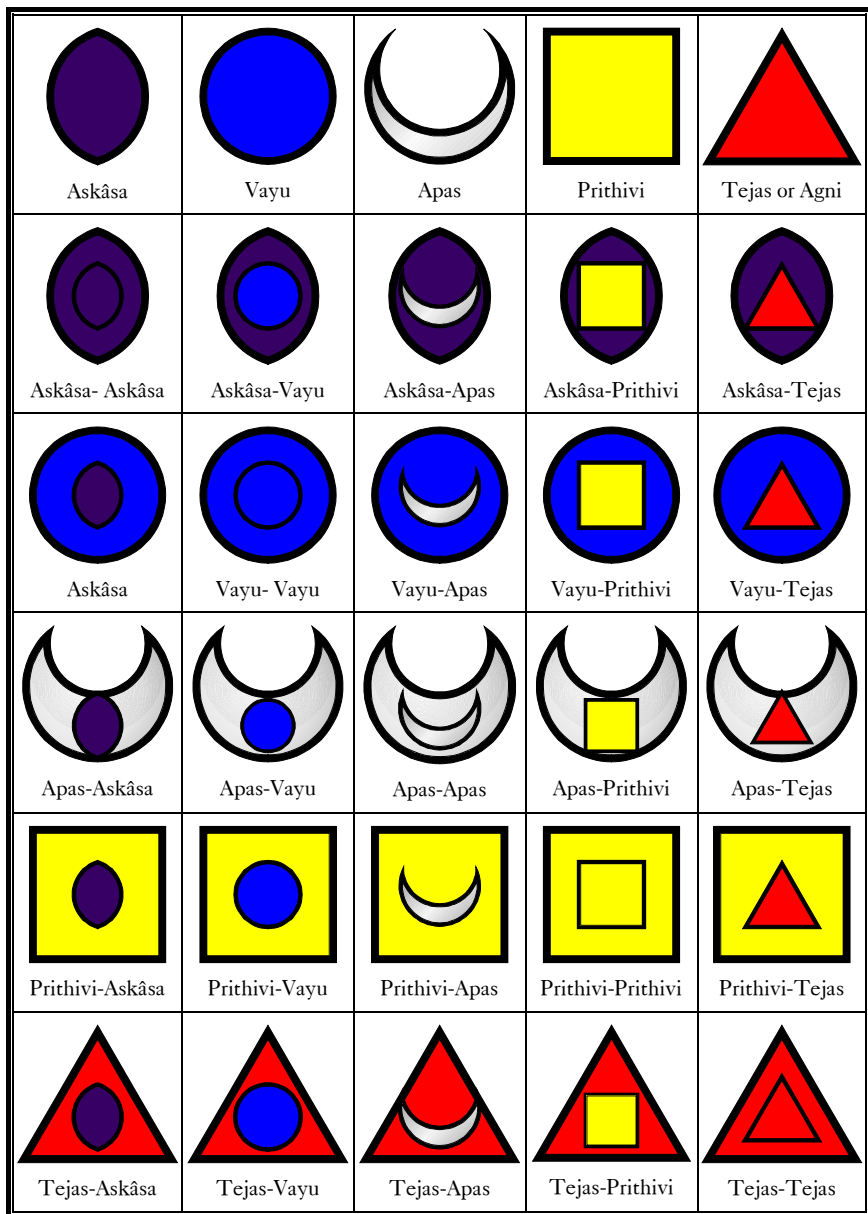 Askâsa
Vayu
Apas
Prithivi
Tejas or Agni
Askâsa- Askâsa
Askâsa-Vayu
Askâsa-Apas
Askâsa-Prithivi
Askâsa-Tejas
Askâsa
Vayu- Vayu
Vayu-Apas
Vayu-Prithivi
Vayu-Tejas
Apas-Askâsa
Apas-Vayu
Apas-Apas
Apas-Prithivi
Apas-Tejas
Prithivi-Askâsa
Prithivi-Vayu
Prithivi-Apas
Prithivi-Prithivi
Prithivi-Tejas
Tejas-Askâsa
Tejas-Vayu
Tejas-Apas
Tejas-Prithivi
Tejas-Tejas